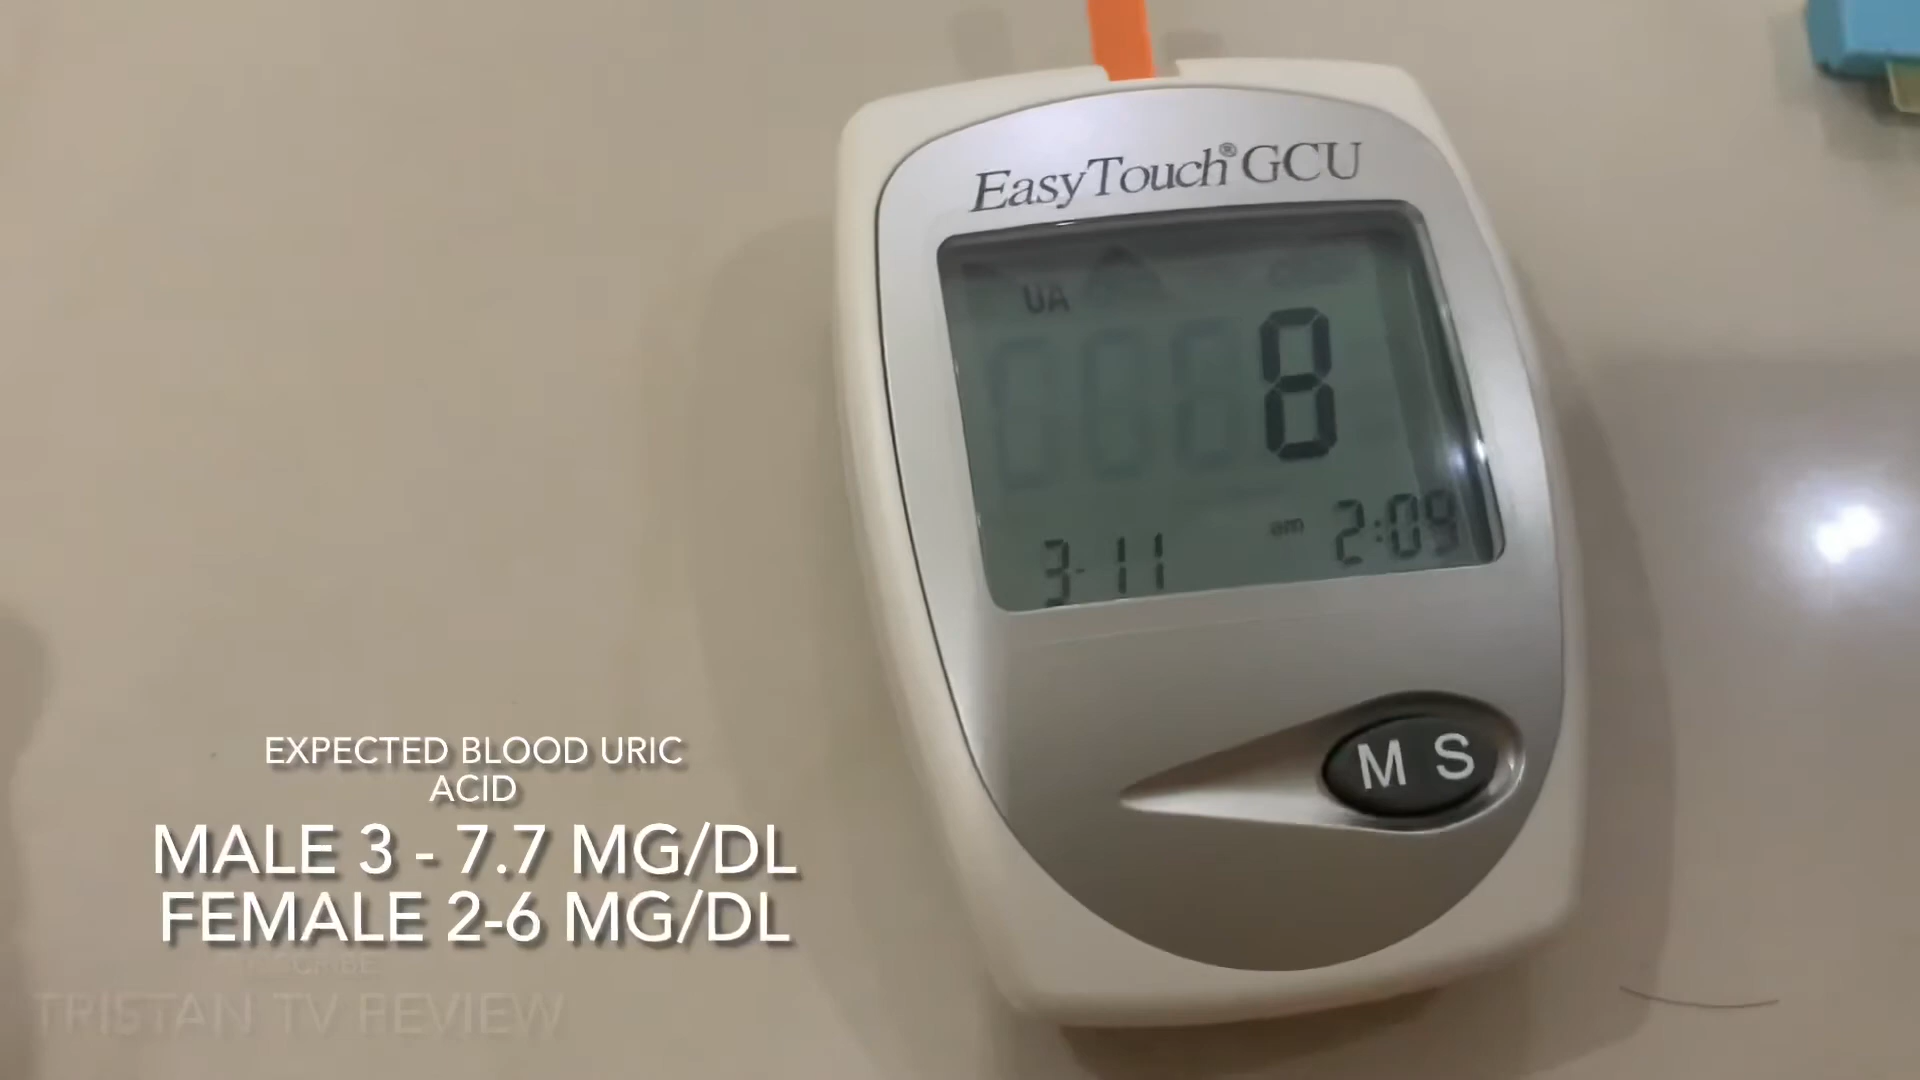 EasyTouch® GCU
UA
8
am 2:09
3-11
M S
EXPECTED BLOOD URIC
ACID
MALE 3 - 7.7 MG/DL
FEMALE 2-6 MG/DL
TRISTAN TV REVIEW